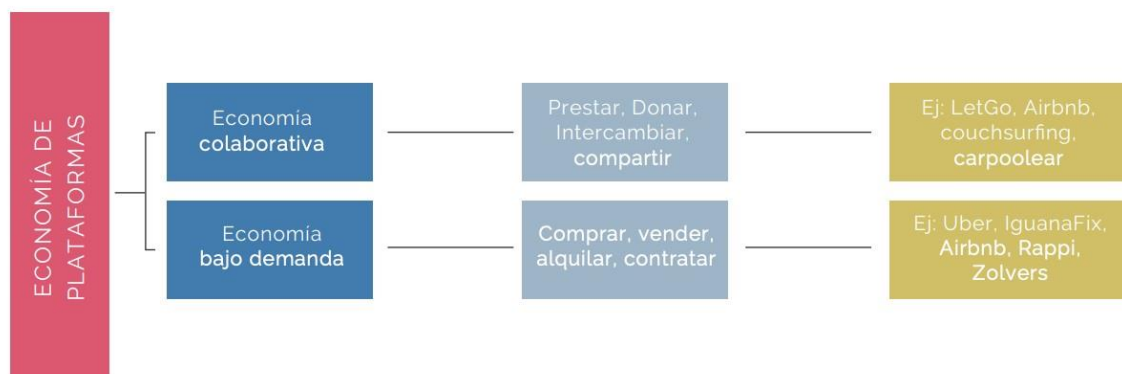 ECONOMÍA DE
PLATAFORMAS
Economía
colaborativa
Prestar, Donar,
Intercambiar,
compartir
Ej: LetGo, Airbnb,
couchsurfing,
carpoolear
Economía
bajo demanda
Comprar, vender,
alquilar, contratar
Ej: Uber, IguanaFix,
Airbnb, Rappi,
Zolvers